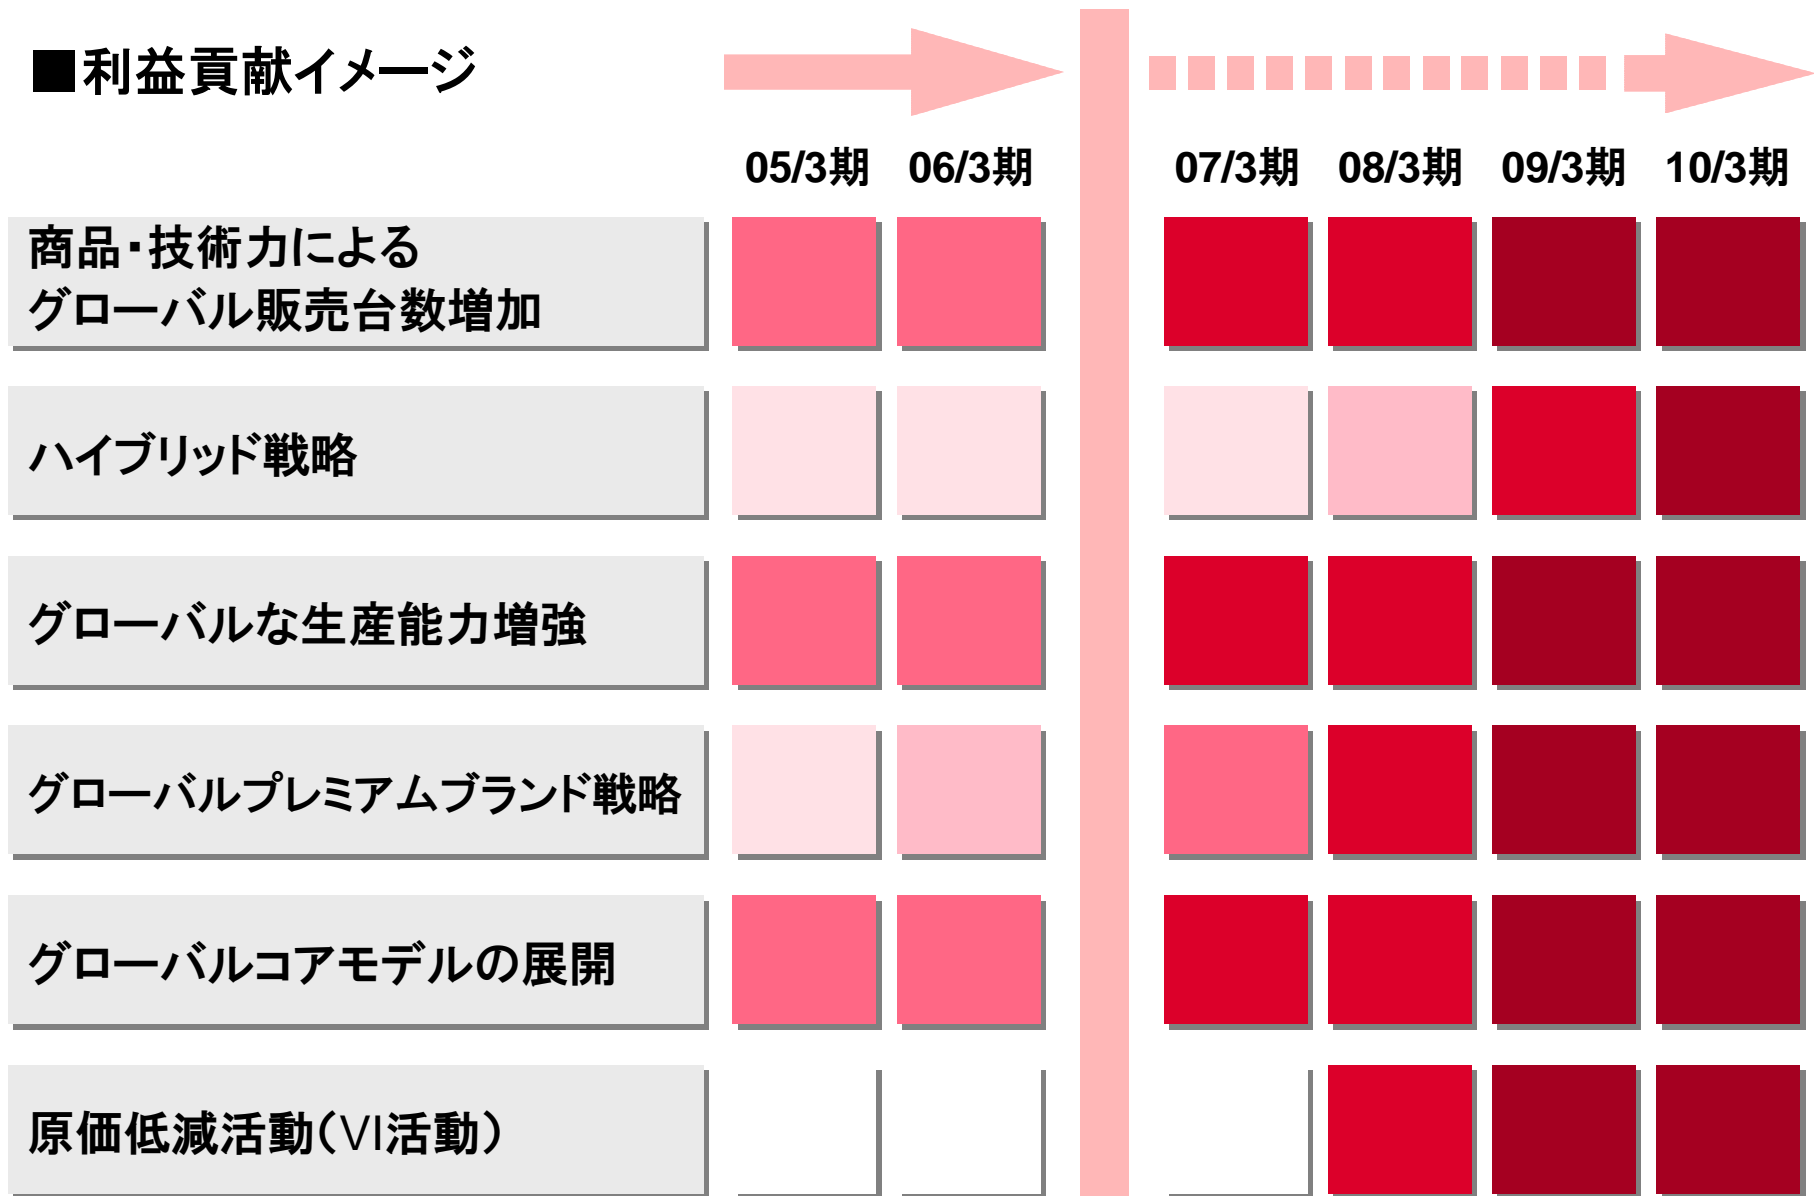 ■利益貢献イメージ
05/3期 06/3期 07/3期 08/3期 09/3期 10/3期
商品・技術力による
グローバル販売台数増加
ハイブリッド戦略
グローバルな生産能力増強
グローバルプレミアムブランド戦略
グローバルコアモデルの展開
原価低減活動(VI活動)